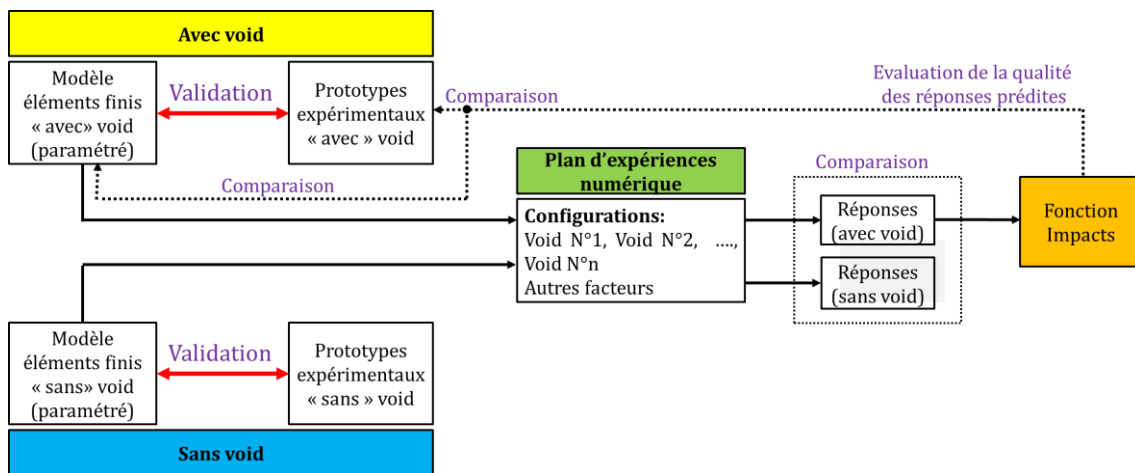 Avec void
Modèle
éléments finis
« avec» void
(paramétré)
Validation
Prototypes
expérimentaux
« avec » void
Comparaison
Evaluation de la qualité
des réponses prédites
Comparaison
Plan d'expériences
numérique
Configurations:
Void N°1, Void N°2, ....,
Void N°n
Autres facteurs
Comparaison
Réponses
(avec void)
Réponses
(sans void)
Fonction
Impacts
Modèle
éléments finis
« sans» void
(paramétré)
Validation
Prototypes
expérimentaux
« sans » void
Sans void